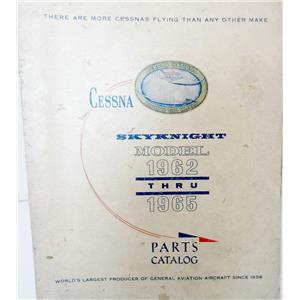 THERE ARE MORE CESSNAS FLYING THAN ANY OTHER MAKE
CESSNA
SKYKNIGHT
MODEL
1962
THRU
1965
PARTS
CATALOG
WORLD'S LARGEST PRODUCER OF GENERAL AVIATION AIRCRAFT SINCE 1956